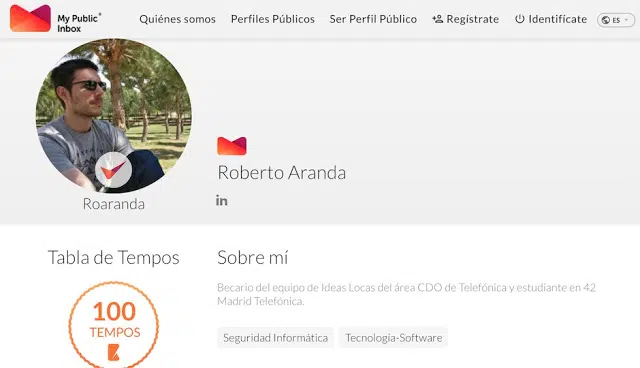 My Public Inbox
Quiénes somos
Perfiles Públicos
Ser Perfil Público
Regístrate
Identifícate
ES
Roberto Aranda
Roaranda
in
Tabla de Tempos
Sobre mí
100
TEMPOS
Becario del equipo de Ideas Locas del área CDO de Telefónica y estudiante en 42
Madrid Telefónica.
Seguridad Informática
Tecnología-Software